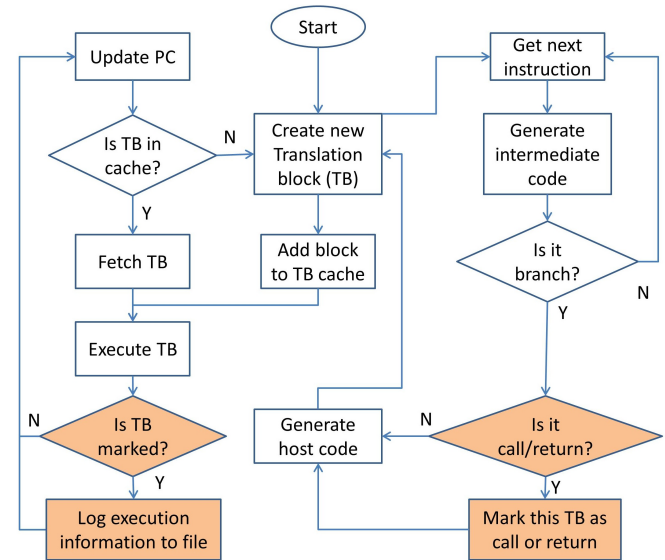 Start
Update PC
Is TB in
cache?
N
Y
Fetch TB
Create new
Translation
block (TB)
Add block
to TB cache
Execute TB
Is TB
marked?
N
Y
Log execution
information to file
Get next
instruction
Generate
intermediate
code
Is it
branch?
N
Y
Is it
call/return?
N
Y
Generate
host code
Mark this TB as
call or return